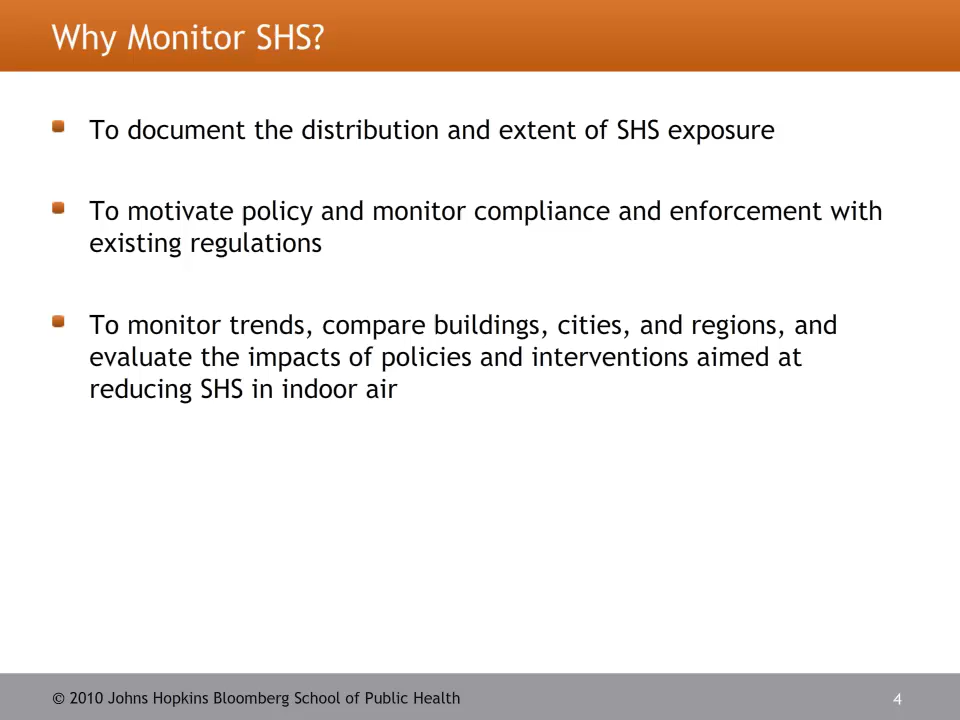 Why Monitor SHS?
To document the distribution and extent of SHS exposure
To motivate policy and monitor compliance and enforcement with
existing regulations
To monitor trends, compare buildings, cities, and regions, and
evaluate the impacts of policies and interventions aimed at
reducing SHS in indoor air
© 2010 Johns Hopkins Bloomberg School of Public Health
4